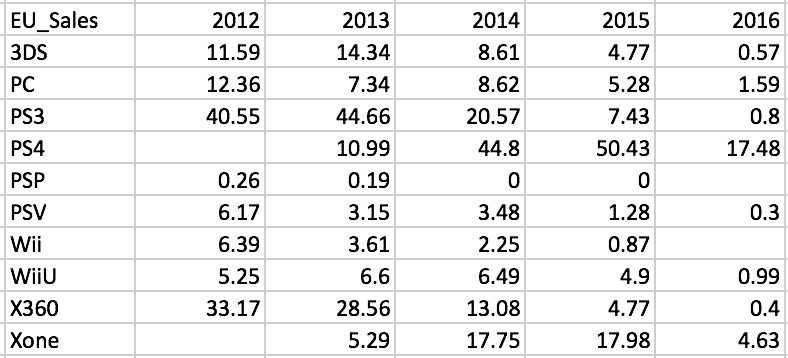 EU_Sales 2012 2013 2014 2015 2016
3DS 11.59 14.34 8.61 4.77 0.57
PC 12.36 7.34 8.62 5.28 1.59
PS3 40.55 44.66 20.57 7.43 0.8
PS4 10.99 44.8 50.43 17.48
PSP 0.26 0.19 0 0
PSV 6.17 3.15 3.48 1.28 0.3
Wii 6.39 3.61 2.25 0.87
WiiU 5.25 6.6 6.49 4.9 0.99
X360 33.17 28.56 13.08 4.77 0.4
Xone 5.29 17.75 17.98 4.63